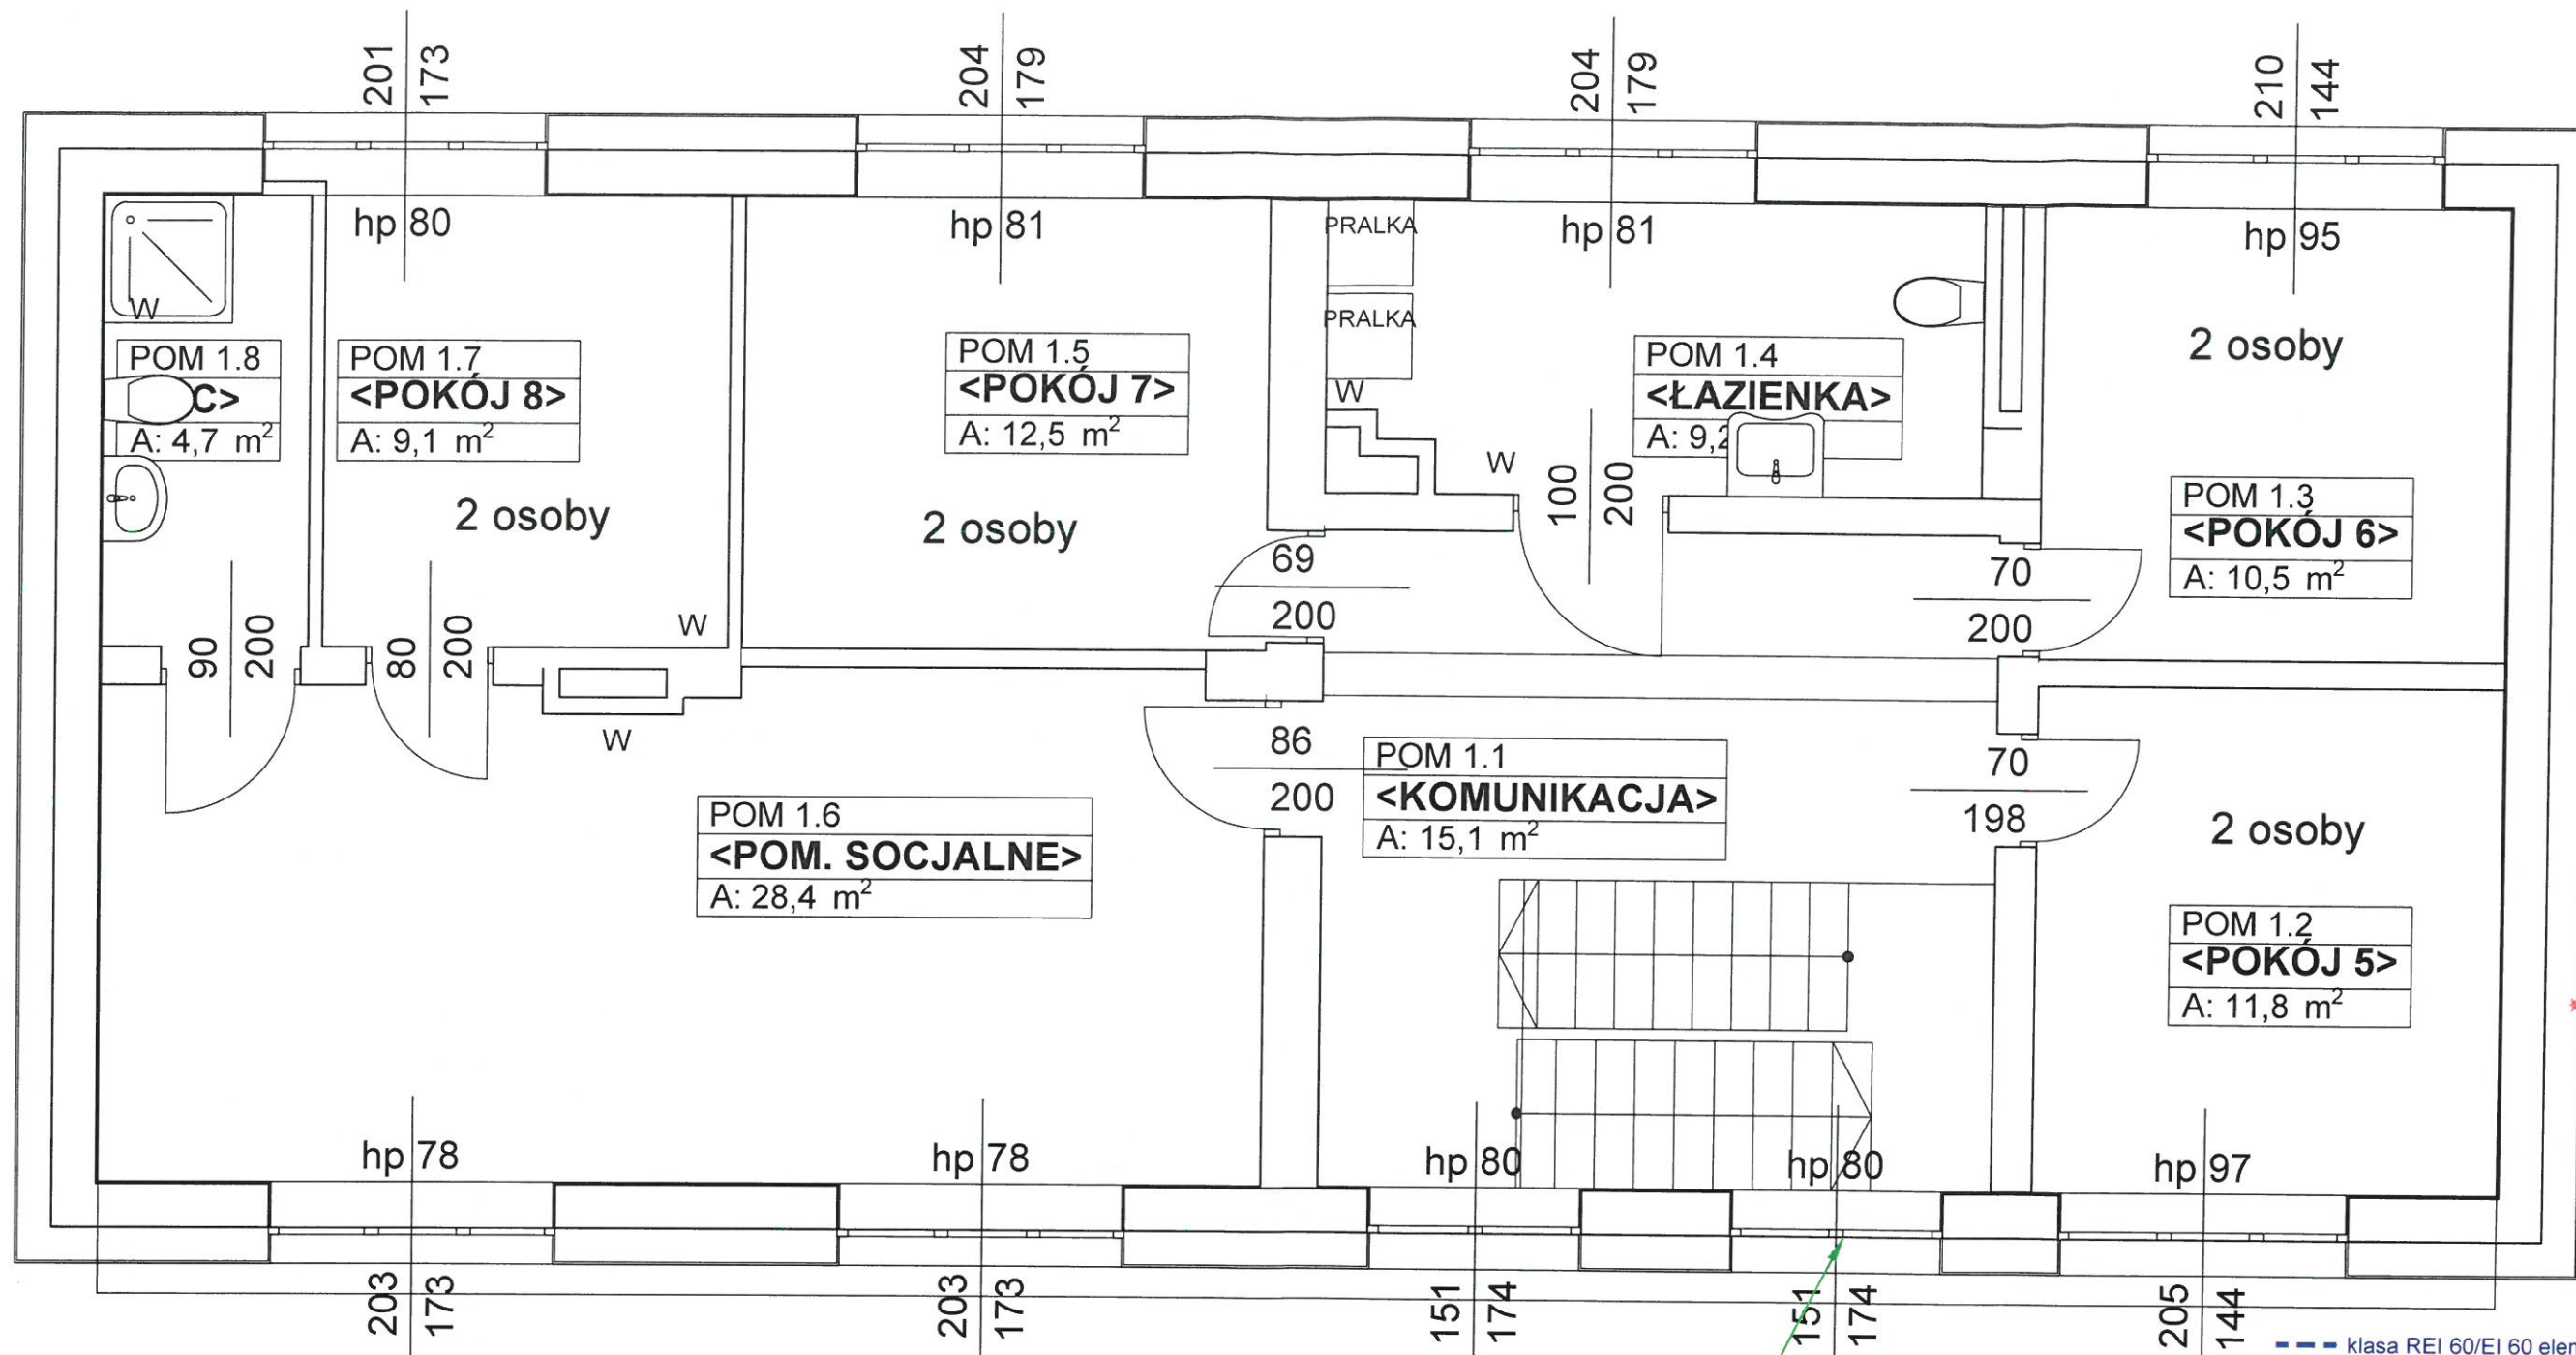 201
173
204
179
204
179
210
144
hp 80
hp 81
hp 81
hp 95
PRALKA
PRALKA
W
W
W
W
W
POM 1.8
C>
A: 4,7 m²
POM 1.7
<POKÓJ 8>
A: 9,1 m²
2 osoby
POM 1.5
<POKÓJ 7>
A: 12,5 m²
2 osoby
POM 1.4
<ŁAZIENKA>
A: 9,2
2 osoby
POM 1.3
<POKÓJ 6>
A: 10,5 m²
90
200
80
200
69
200
100
200
70
200
86
200
70
198
POM 1.6
<POM. SOCJALNE>
A: 28,4 m²
POM 1.1
<KOMUNIKACJA>
A: 15,1 m²
2 osoby
POM 1.2
<POKÓJ 5>
A: 11,8 m²
hp 78
hp 78
hp 80
hp 80
hp 97
203
173
203
173
151
174
151
174
205
144
klasa REI 60/EI 60